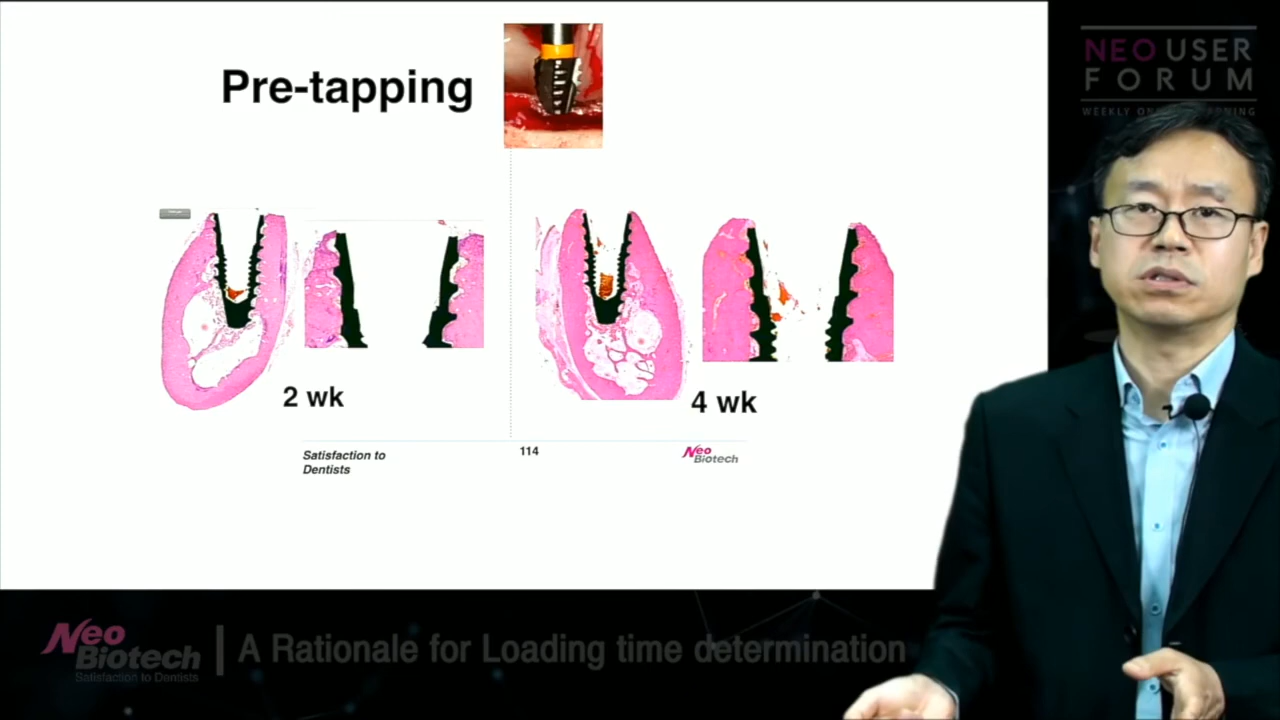 NEO USER
FORUM
Pre-tapping
2 wk
4 wk
Satisfaction to
Dentists
114
Neo
Biotech
Neo
Biotech
Satisfaction to Dentists
A Rationale for Loading time determination